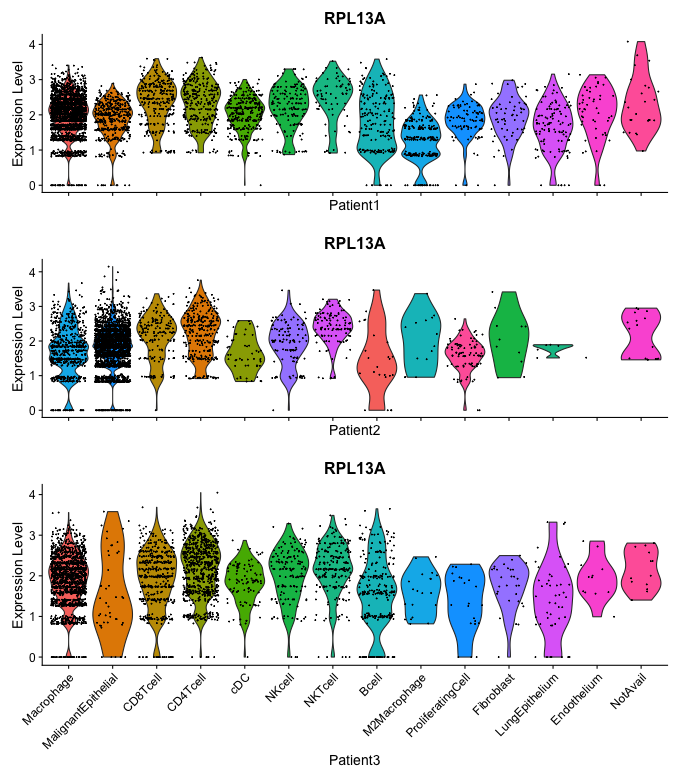 RPL13A
Expression Level
4
3
2
1
0
Patient1
RPL13A
Expression Level
4
3
2
1
0
Patient2
RPL13A
Expression Level
4
3
2
1
0
Macrophage
MalignantEpithelial
CD8Tcell
CD4Tcell
cDC
NKcell
NKTcell
Bcell
M2Macrophage
ProliferatingCell
Fibroblast
LungEpithelium
Endothelium
NotAvail
Patient3